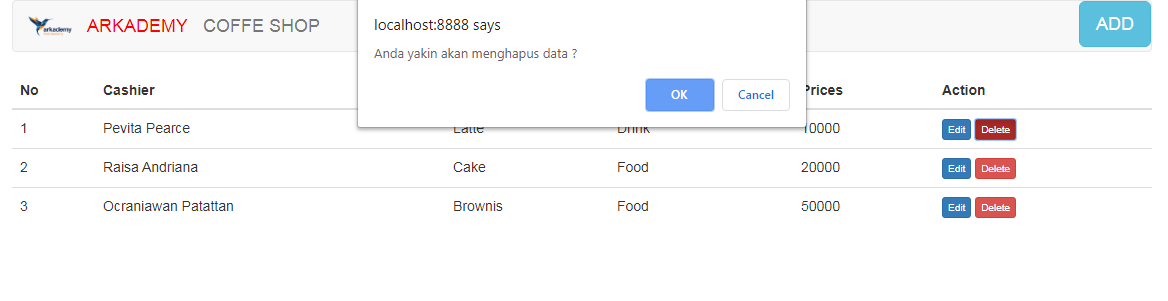 arkademy ARKADEMY COFFE SHOP ADD
localhost:8888 says
Anda yakin akan menghapus data ?
OK Cancel
No Cashier Prices Action
1 Pevita Pearce Latte Drink 10000 Edit Delete
2 Raisa Andriana Cake Food 20000 Edit Delete
3 Ocraniawan Patattan Brownis Food 50000 Edit Delete